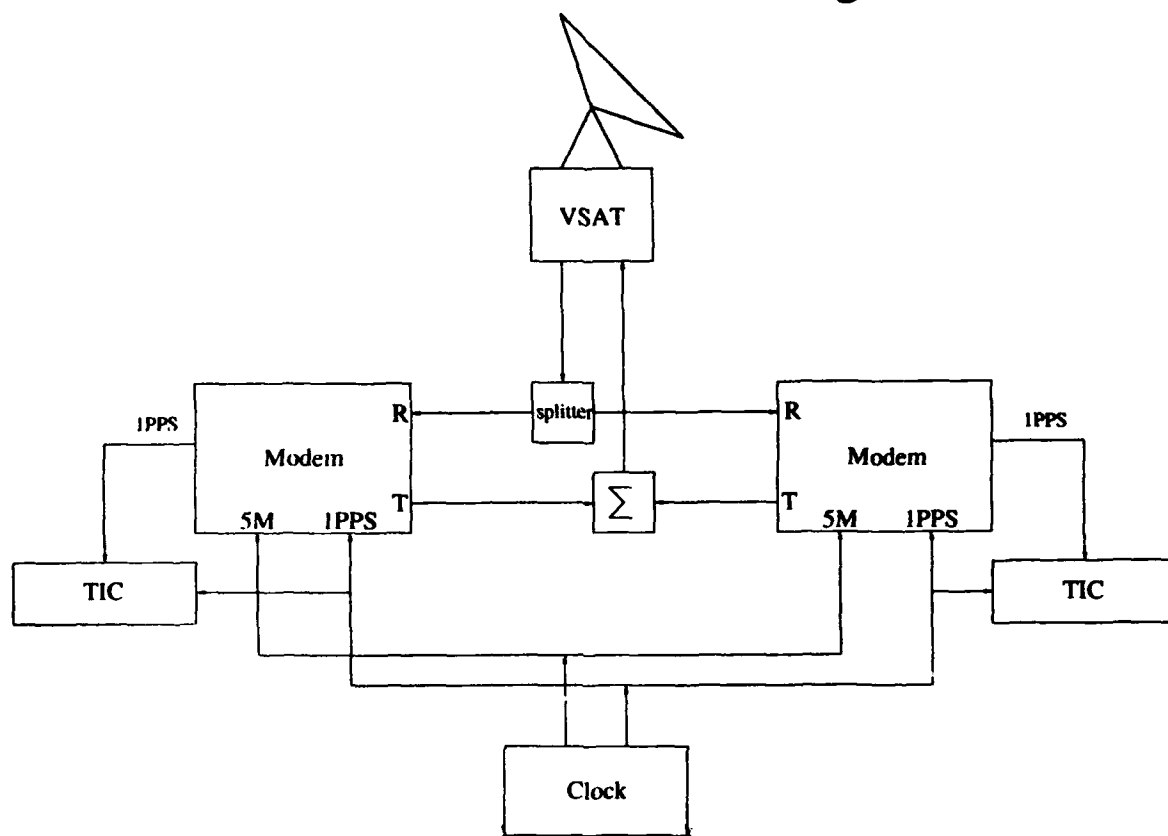 VSAT
splitter
R
R
1PPS
1PPS
Modem
Modem
T
Σ
T
5M 1PPS
5M 1PPS
TIC
TIC
Clock